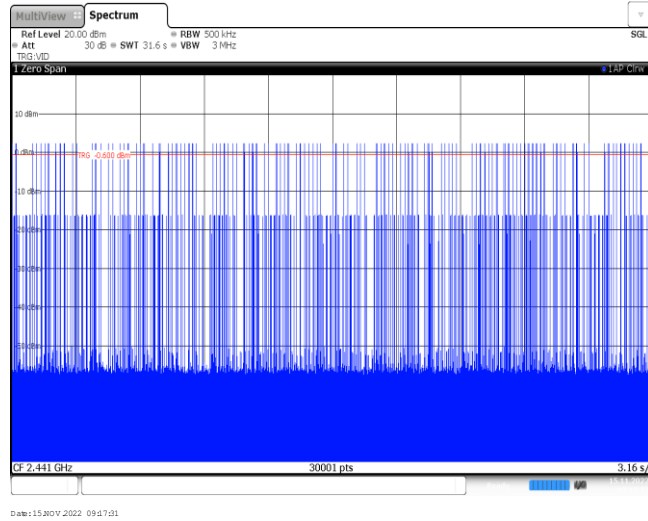 MultiView Spectrum
Ref Level 20.00 dBm RBW 500 kHz SGL
Att 30 dB SWT 31.6 s VBW 3 MHz
TRG:VID
1 Zero Span 1AP Clrw
10 dBm
0 dBm
TRG -0.600 dBm
-10 dBm
-20 dBm
-30 dBm
-40 dBm
-50 dBm
CF 2.441 GHz 30001 pts 3.16 s/
Date:15.NOV.2022 09:17:31